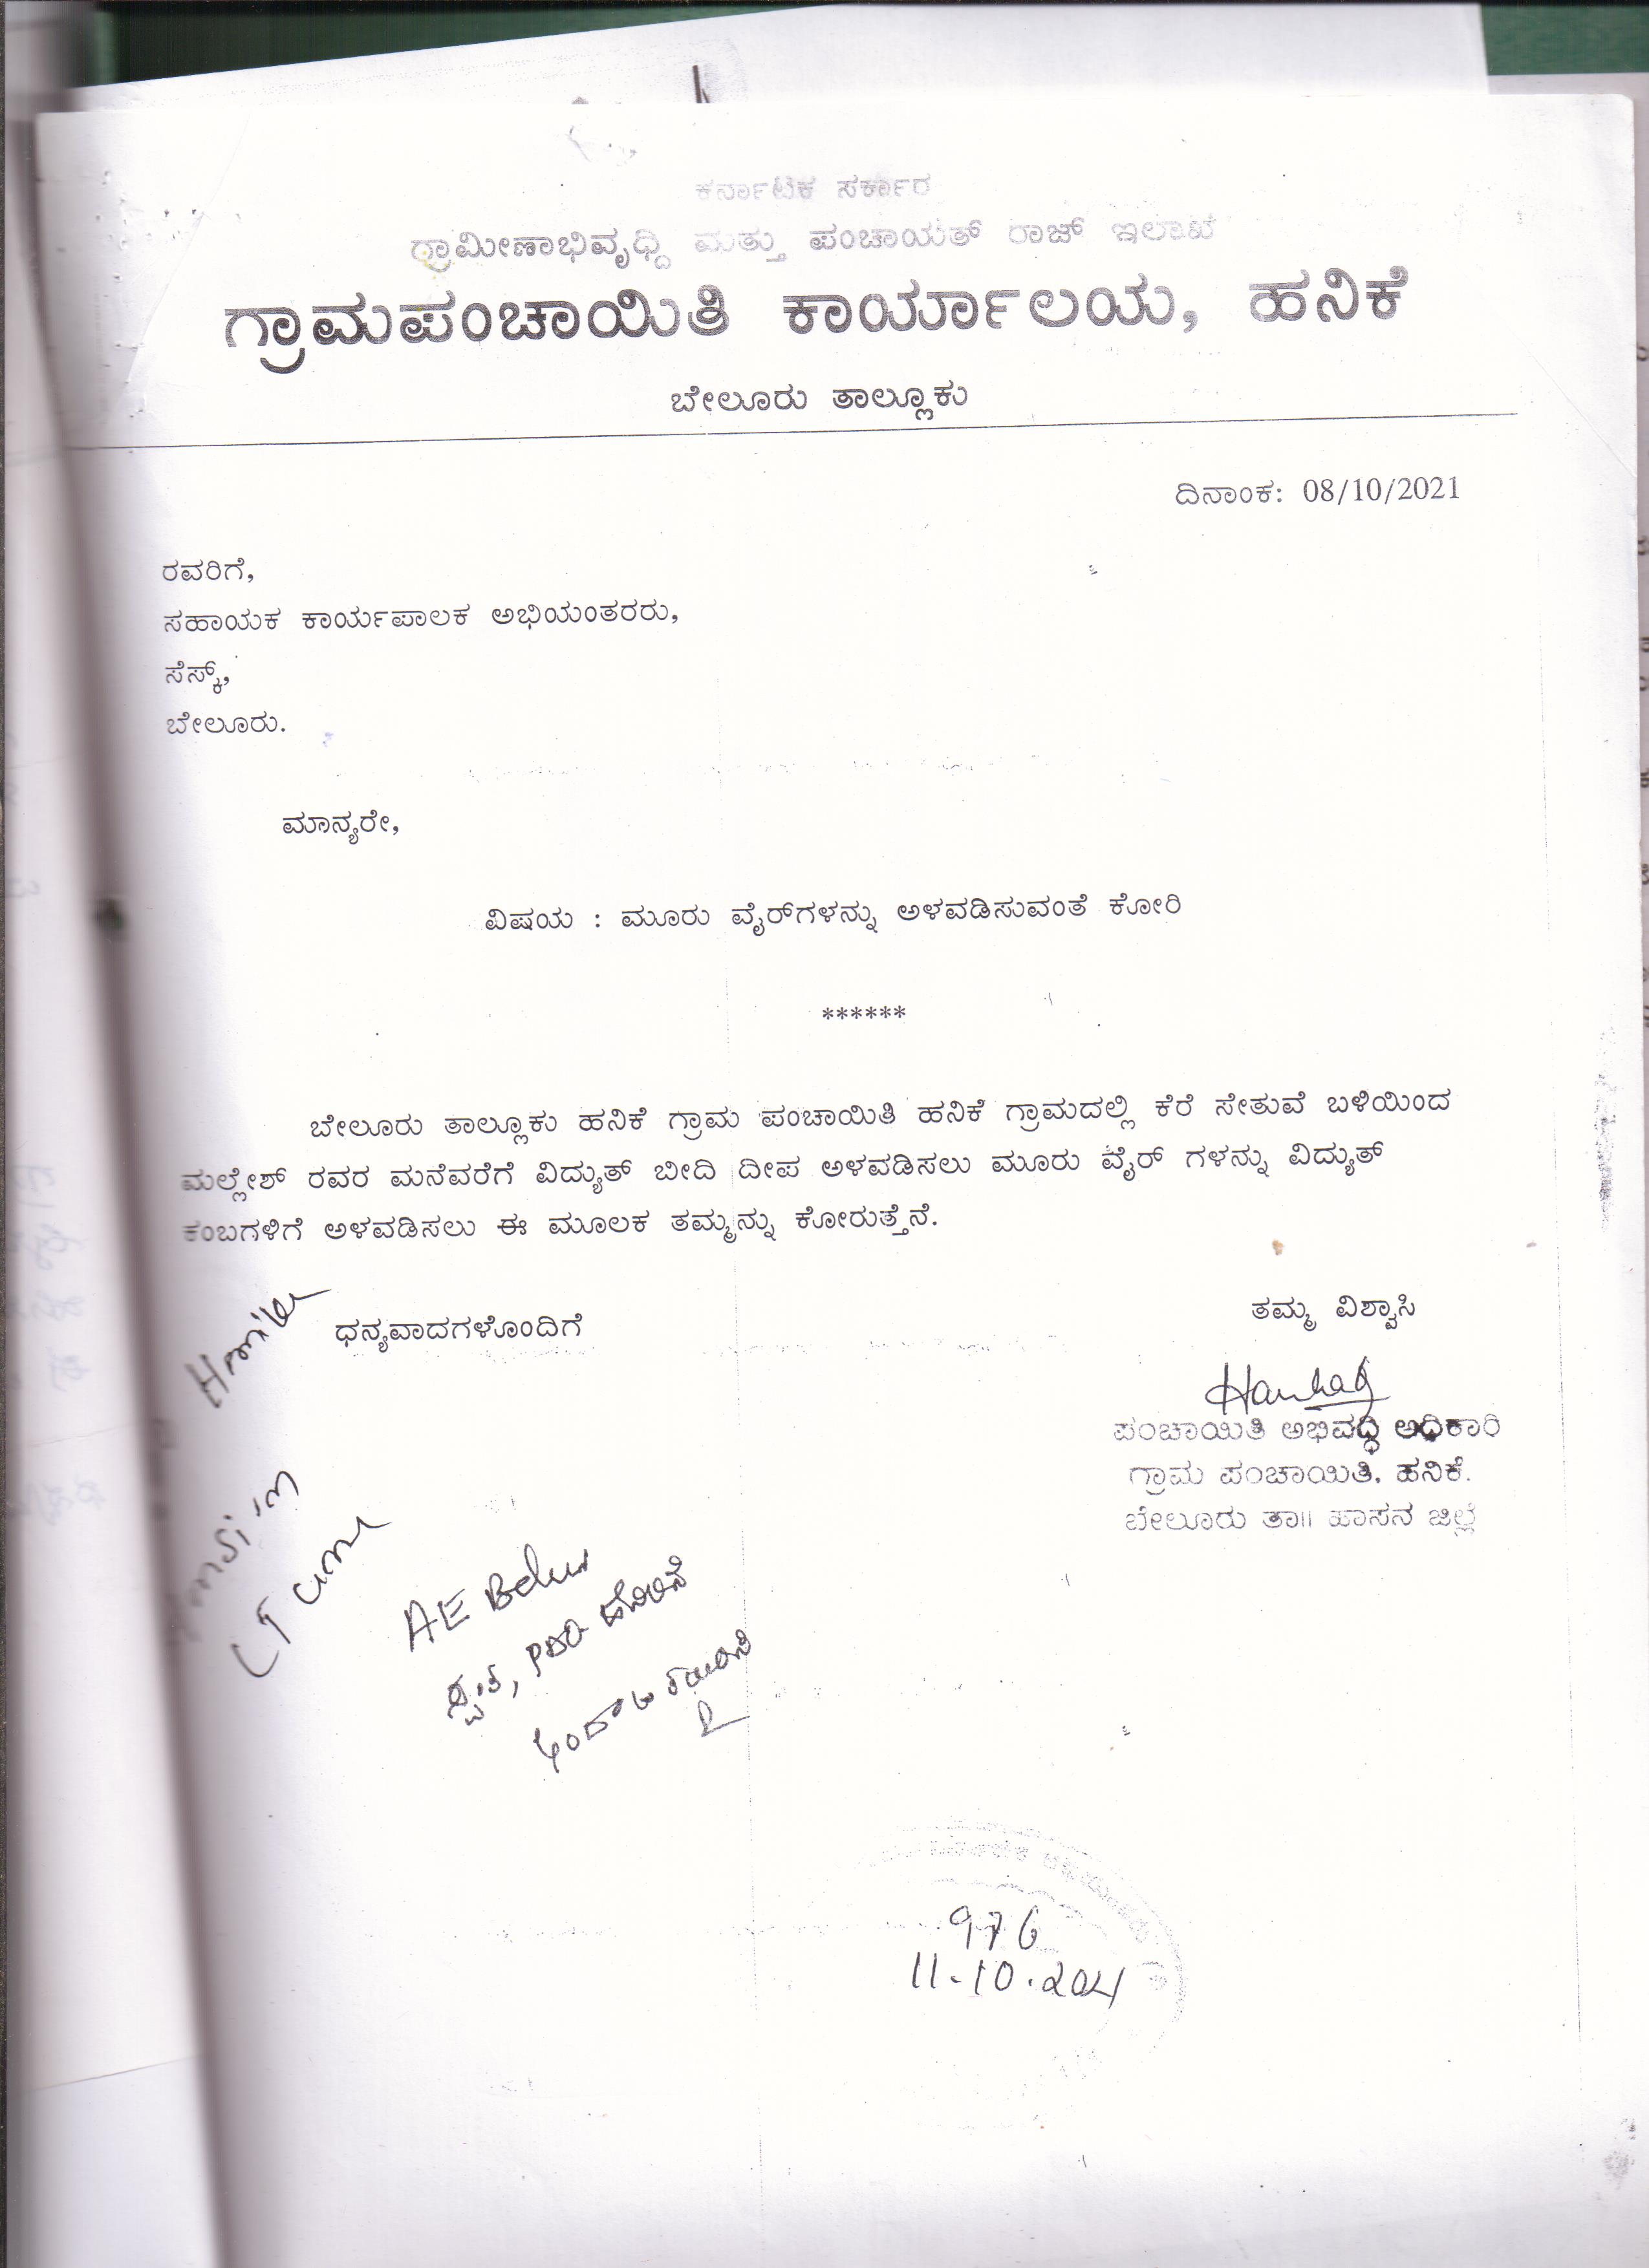 ಕರ್ನಾಟಕ ಸರ್ಕಾರ
ಗ್ರಾಮೀಣಾಭಿವೃಧ್ದಿ ಮತ್ತು ಪಂಚಾಯತ್ ರಾಜ್ ಇಲಾಖೆ
ಗ್ರಾಮಪಂಚಾಯಿತಿ ಕಾರ್ಯಾಲಯ, ಹನಿಕೆ
ಬೇಲೂರು ತಾಲ್ಲೂಕು
ದಿನಾಂಕ: 08/10/2021
ರವರಿಗೆ,
ಸಹಾಯಕ ಕಾರ್ಯಪಾಲಕ ಅಭಿಯಂತರರು,
ಸೆಸ್ಕ್,
ಬೇಲೂರು.
ಮಾನ್ಯರೇ,
ವಿಷಯ : ಮೂರು ವೈರ್‌ಗಳನ್ನು ಅಳವಡಿಸುವಂತೆ ಕೋರಿ
******
ಬೇಲೂರು ತಾಲ್ಲೂಕು ಹನಿಕೆ ಗ್ರಾಮ ಪಂಚಾಯಿತಿ ಹನಿಕೆ ಗ್ರಾಮದಲ್ಲಿ ಕೆರೆ ಸೇತುವೆ ಬಳಿಯಿಂದ
ಮಲ್ಲೇಶ್ ರವರ ಮನೆವರೆಗೆ ವಿದ್ಯುತ್ ಬೀದಿ ದೀಪ ಅಳವಡಿಸಲು ಮೂರು ವೈರ್ ಗಳನ್ನು ವಿದ್ಯುತ್
ಕಂಬಗಳಿಗೆ ಅಳವಡಿಸಲು ಈ ಮೂಲಕ ತಮ್ಮನ್ನು ಕೋರುತ್ತೆನೆ.
ಧನ್ಯವಾದಗಳೊಂದಿಗೆ
ತಮ್ಮ ವಿಶ್ವಾಸಿ
ಪಂಚಾಯಿತಿ ಅಭಿವದ್ಧಿ ಅಧಿಕಾರಿ
ಗ್ರಾಮ ಪಂಚಾಯಿತಿ, ಹನಿಕೆ.
ಬೇಲೂರು ತಾ|| ಹಾಸನ ಜಿಲ್ಲೆ
AE Belur
976
11-10-2021